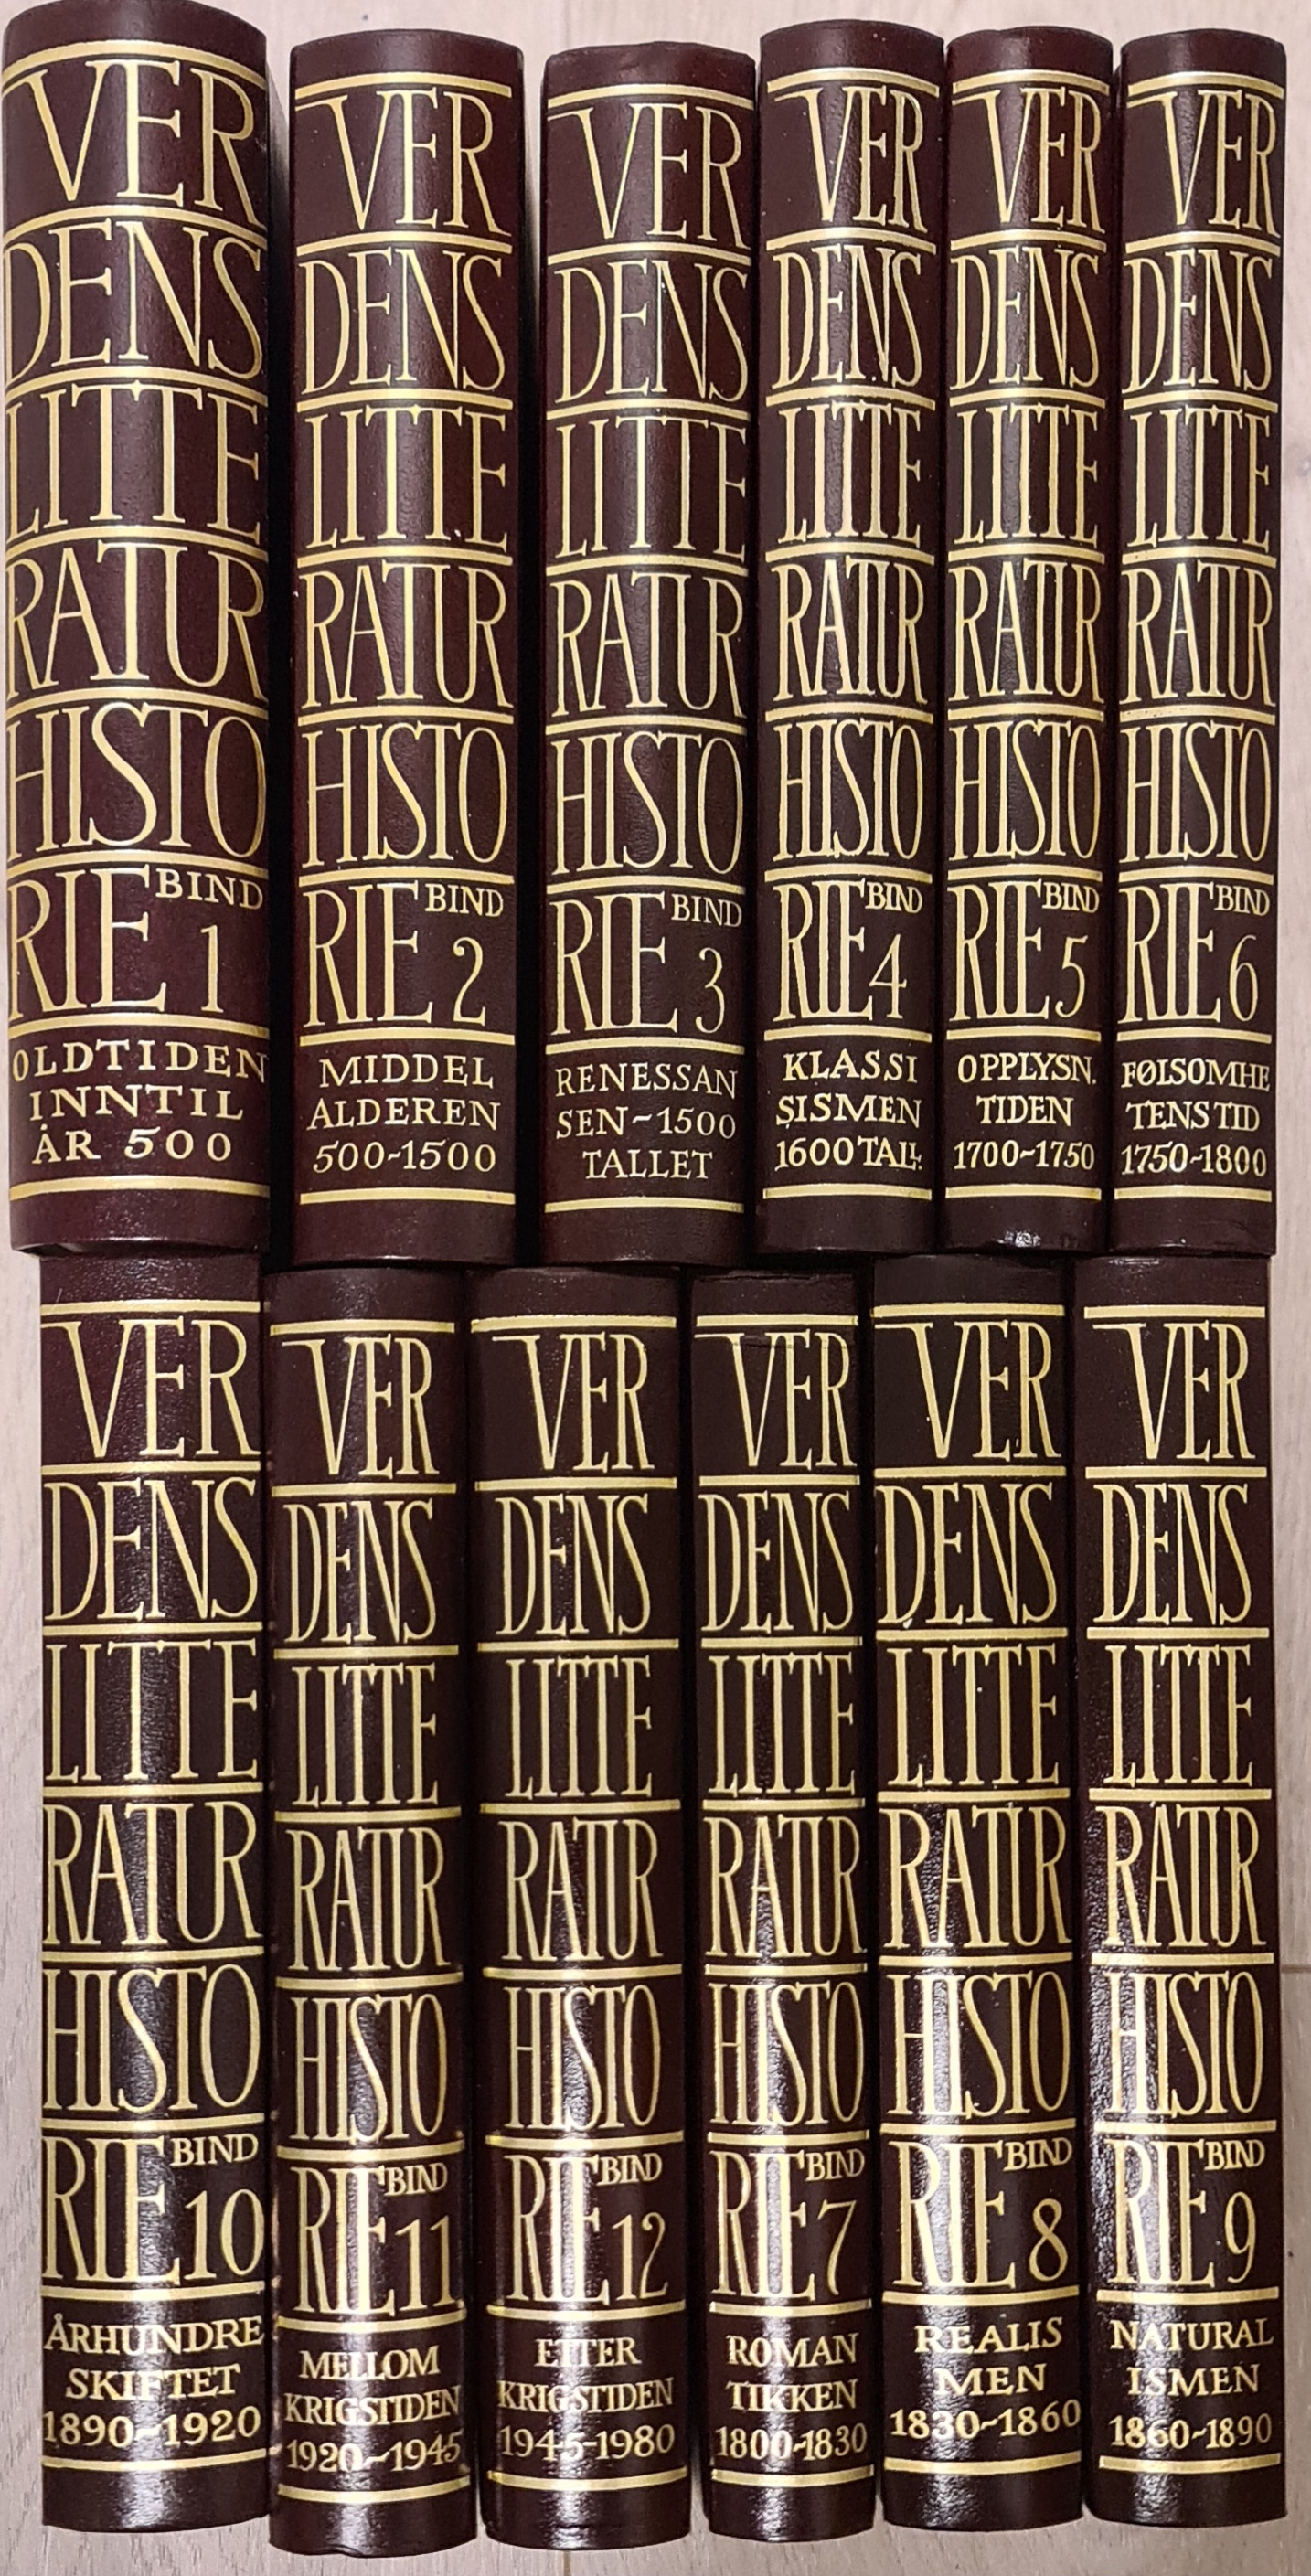 VER
DENS
LITTE
RATUR
HISTO
RIE BIND 1
OLDTIDEN
INNTIL
ÅR 500
VER
DENS
LITTE
RATUR
HISTO
RIE BIND 2
MIDDEL
ALDEREN
500-1500
VER
DENS
LITTE
RATUR
HISTO
RIE BIND 3
RENESSAN
SEN-1500
TALLET
VER
DENS
LITTE
RATUR
HISTO
RIE BIND 4
KLASSI
SISMEN
1600 TALL.
VER
DENS
LITTE
RATUR
HISTO
RIE BIND 5
OPPLYSN.
TIDEN
1700-1750
VER
DENS
LITTE
RATUR
HISTO
RIE BIND 6
FØLSOMHE
TENS TID
1750-1800
VER
DENS
LITTE
RATUR
HISTO
RIE BIND 10
ÅRHUNDRE
SKIFTET
1890-1920
VER
DENS
LITTE
RATUR
HISTO
RIE BIND 11
MELLOM
KRIGSTIDEN
1920-1945
VER
DENS
LITTE
RATUR
HISTO
RIE BIND 12
ETTER
KRIGSTIDEN
1945-1980
VER
DENS
LITTE
RATUR
HISTO
RIE BIND 7
ROMAN
TIKKEN
1800-1830
VER
DENS
LITTE
RATUR
HISTO
RIE BIND 8
REALIS
MEN
1830-1860
VER
DENS
LITTE
RATUR
HISTO
RIE BIND 9
NATURAL
ISMEN
1860-1890